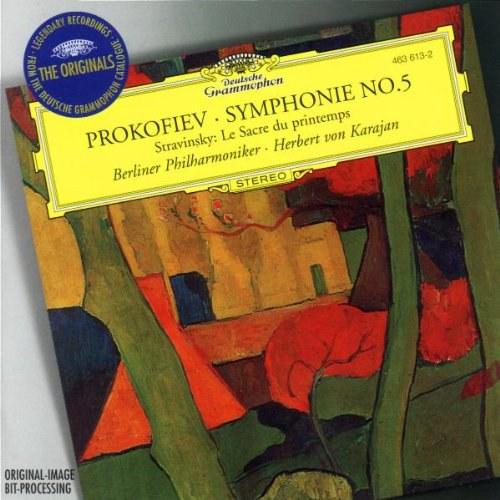 LEGENDARY RECORDINGS
FROM THE DEUTSCHE GRAMMOPHON CATALOGUE
THE ORIGINALS
Deutsche
Grammophon
463 613-2
PROKOFIEV · SYMPHONIE NO.5
Stravinsky: Le Sacre du printemps
Berliner Philharmoniker · Herbert von Karajan
STEREO
ORIGINAL-IMAGE
BIT-PROCESSING